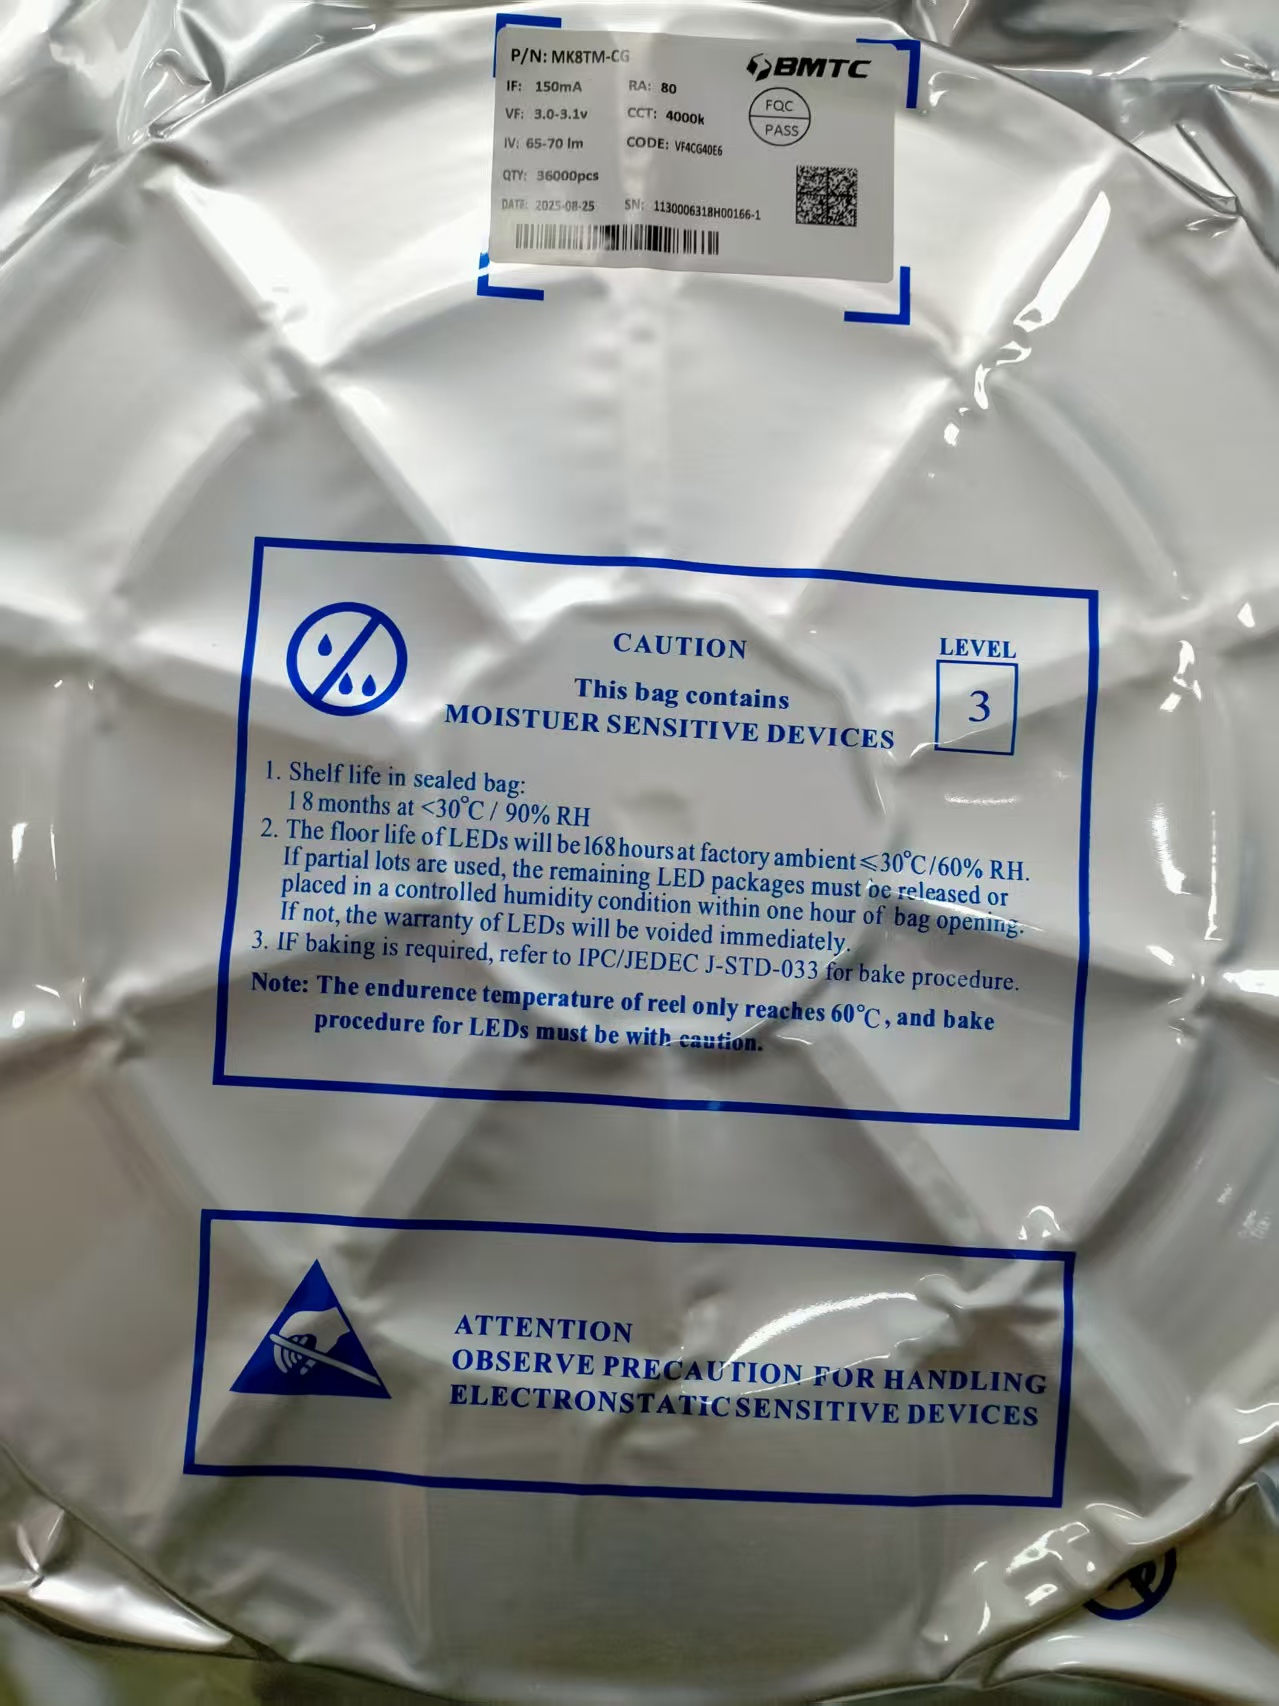 P/N: MK8TM-CG
BMTC
IF: 150mA RA: 80
VF: 3.0-3.1v CCT: 4000k
FQC
PASS
IV: 65-70 lm CODE: VF4CG40E6
QTY: 36000pcs
DATE: 2025-08-25 SN: 1130006318H00166-1
CAUTION
LEVEL
3
This bag contains
MOISTUER SENSITIVE DEVICES
1. Shelf life in sealed bag:
18 months at <30℃ / 90% RH
2. The floor life of LEDs will be 168 hours at factory ambient ≤30℃/60% RH.
If partial lots are used, the remaining LED packages must be released or
placed in a controlled humidity condition within one hour of bag opening.
If not, the warranty of LEDs will be voided immediately.
3. IF baking is required, refer to IPC/JEDEC J-STD-033 for bake procedure.
Note: The endurence temperature of reel only reaches 60℃, and bake
procedure for LEDs must be with caution.
ATTENTION
OBSERVE PRECAUTION FOR HANDLING
ELECTRONSTATIC SENSITIVE DEVICES